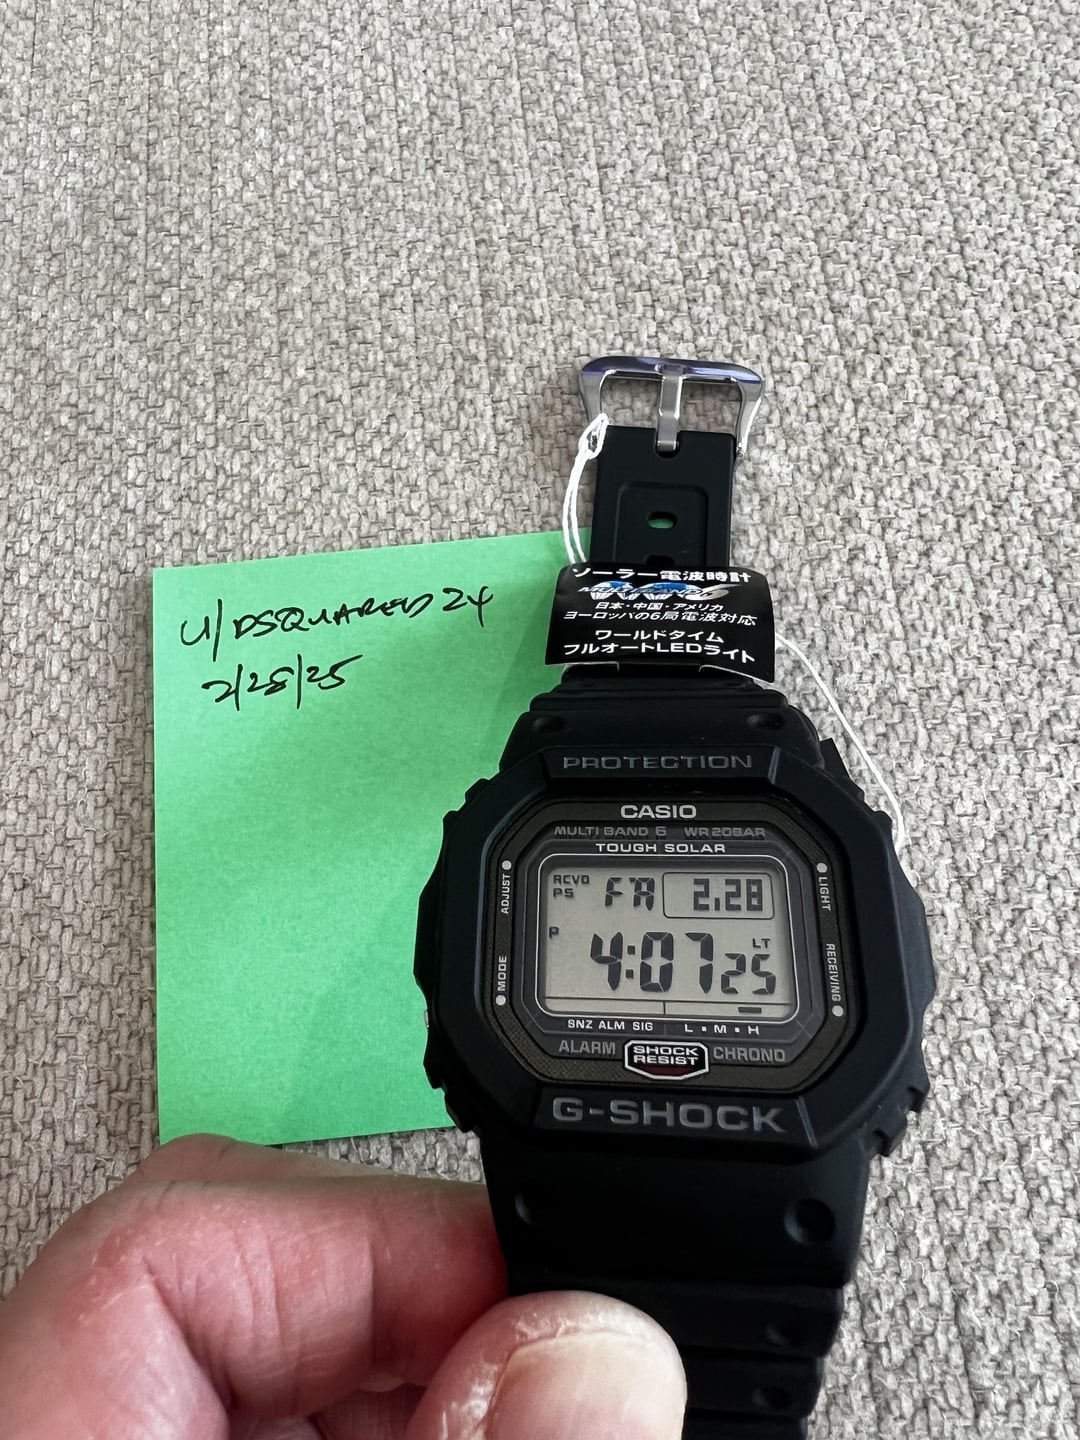 U/DSQUARED24
2/28/25
ソーラー電波時計
MULTIBAND 6
日本・中国・アメリカ
ヨーロッパの6局電波対応
ワールドタイム
フルオートLEDライト
PROTECTION
CASIO
MULTI BAND 6 WR20BAR
TOUGH SOLAR
ADJUST
LIGHT
RCVD
PS
FR 2.28
P 4:07 25 LT
MODE
RECEIVING
SNZ ALM SIG L • M • H
ALARM SHOCK RESIST CHRONO
G-SHOCK